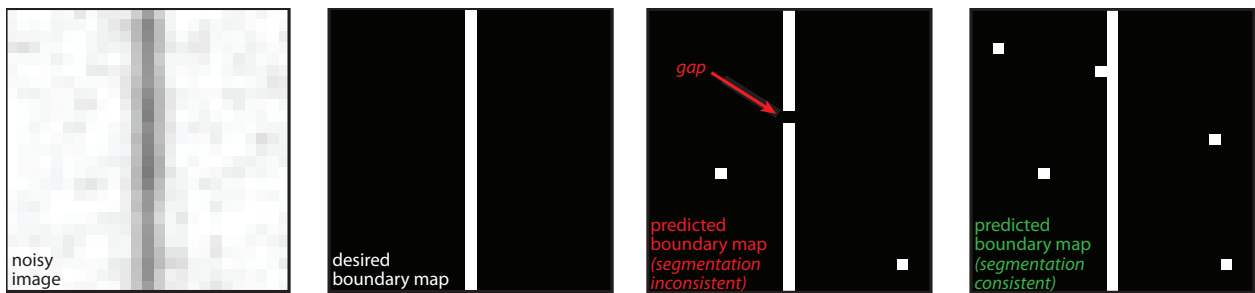 noisy
image
desired
boundary map
gap
predicted
boundary map
(segmentation
inconsistent)
predicted
boundary map
(segmentation
consistent)